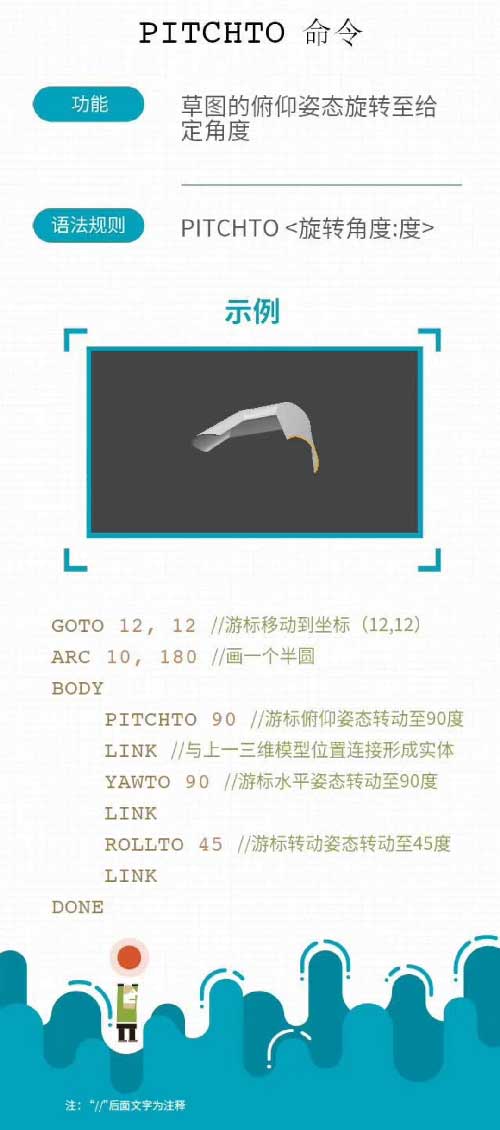 PITCHTO 命令
功能
草图的俯仰姿态旋转至给
定角度
语法规则
PITCHTO <旋转角度:度>
示例
GOTO 12, 12 //游标移动到坐标（12,12）
ARC 10, 180 //画一个半圆
BODY
PITCHTO 90 //游标俯仰姿态转动至90度
LINK //与上一三维模型位置连接形成实体
YAWTO 90 //游标水平姿态转动至90度
LINK
ROLLTO 45 //游标转动姿态转动至45度
LINK
DONE
注：“//”后面文字为注释